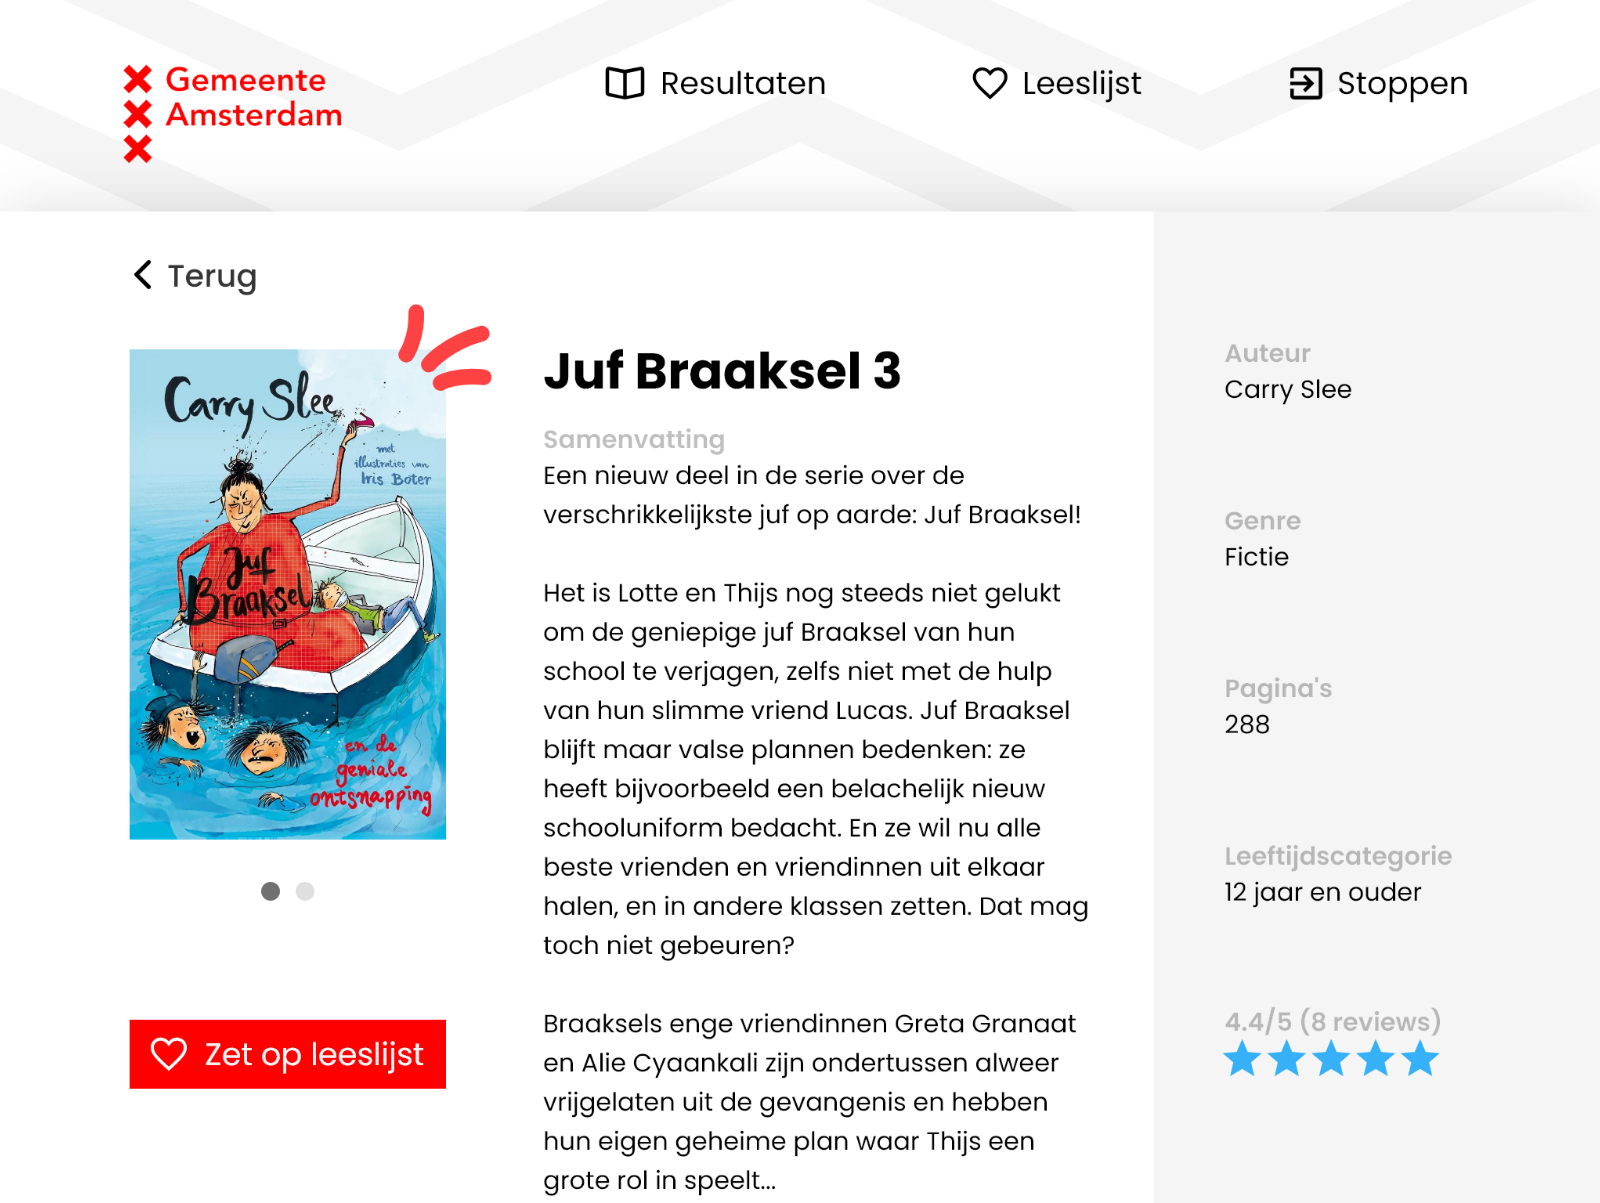 Gemeente
Amsterdam
Resultaten
Leeslijst
Stoppen
Terug
Carry Slee
met
illustraties van
Iris Boter
Juf
Braaksel
en de
geniale
ontsnapping
Zet op leeslijst
Juf Braaksel 3
Samenvatting
Een nieuw deel in de serie over de
verschrikkelijkste juf op aarde: Juf Braaksel!
Het is Lotte en Thijs nog steeds niet gelukt
om de geniepige juf Braaksel van hun
school te verjagen, zelfs niet met de hulp
van hun slimme vriend Lucas. Juf Braaksel
blijft maar valse plannen bedenken: ze
heeft bijvoorbeeld een belachelijk nieuw
schooluniform bedacht. En ze wil nu alle
beste vrienden en vriendinnen uit elkaar
halen, en in andere klassen zetten. Dat mag
toch niet gebeuren?
Braaksels enge vriendinnen Greta Granaat
en Alie Cyaankali zijn ondertussen alweer
vrijgelaten uit de gevangenis en hebben
hun eigen geheime plan waar Thijs een
grote rol in speelt...
Auteur
Carry Slee
Genre
Fictie
Pagina's
288
Leeftijdscategorie
12 jaar en ouder
4.4/5 (8 reviews)